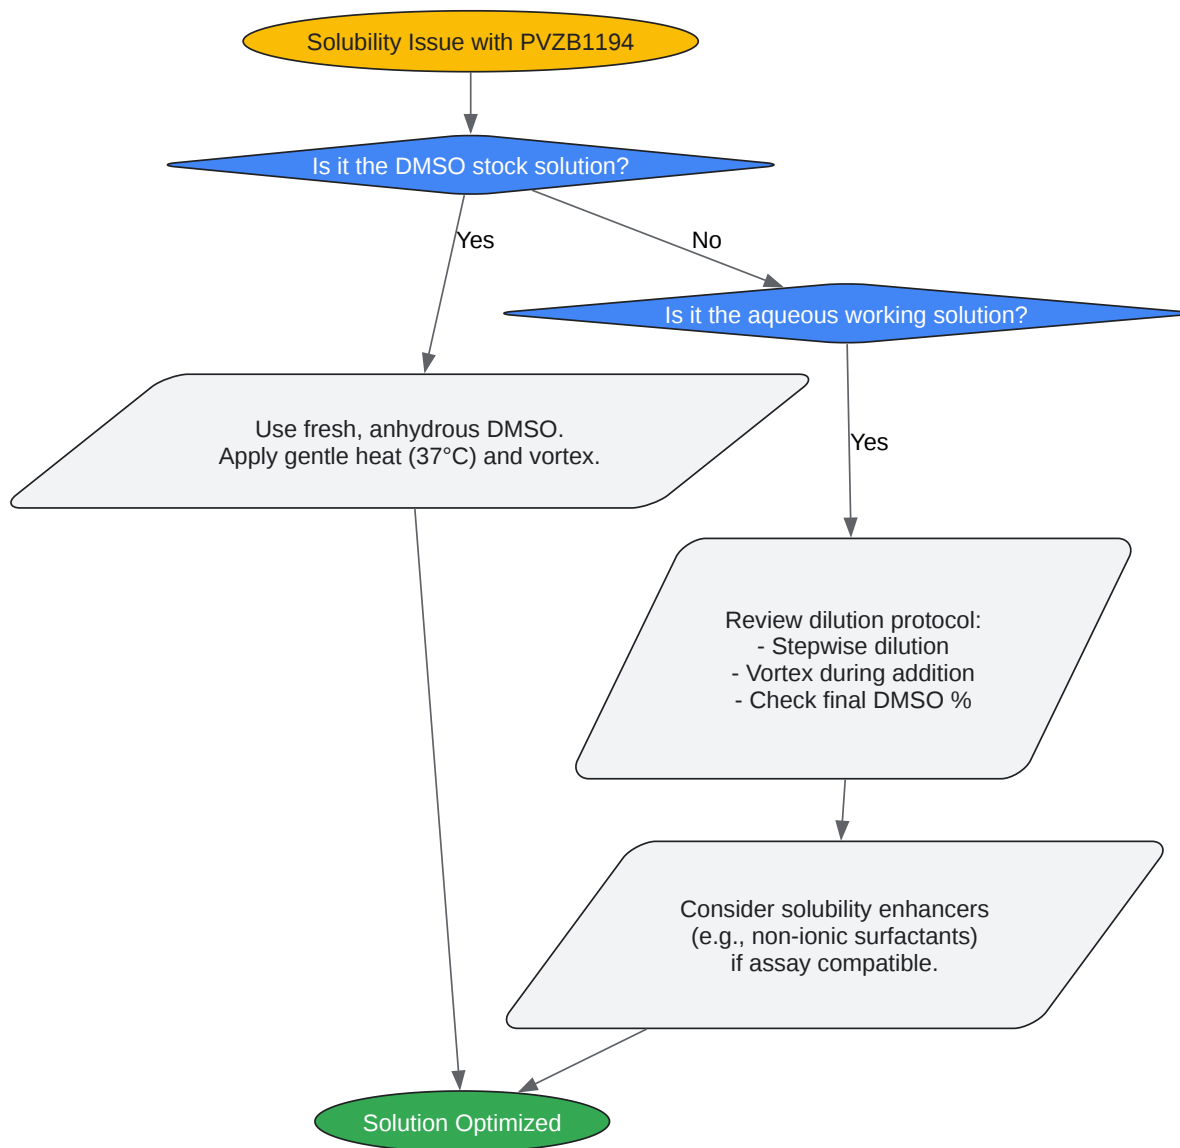 Solubility Issue with PVZB1194
Is it the DMSO stock solution?
Yes
No
Is it the aqueous working solution?
Use fresh, anhydrous DMSO.
Apply gentle heat (37°C) and vortex.
Yes
Review dilution protocol:
- Stepwise dilution
- Vortex during addition
- Check final DMSO %
Consider solubility enhancers
(e.g., non-ionic surfactants)
if assay compatible.
Solution Optimized